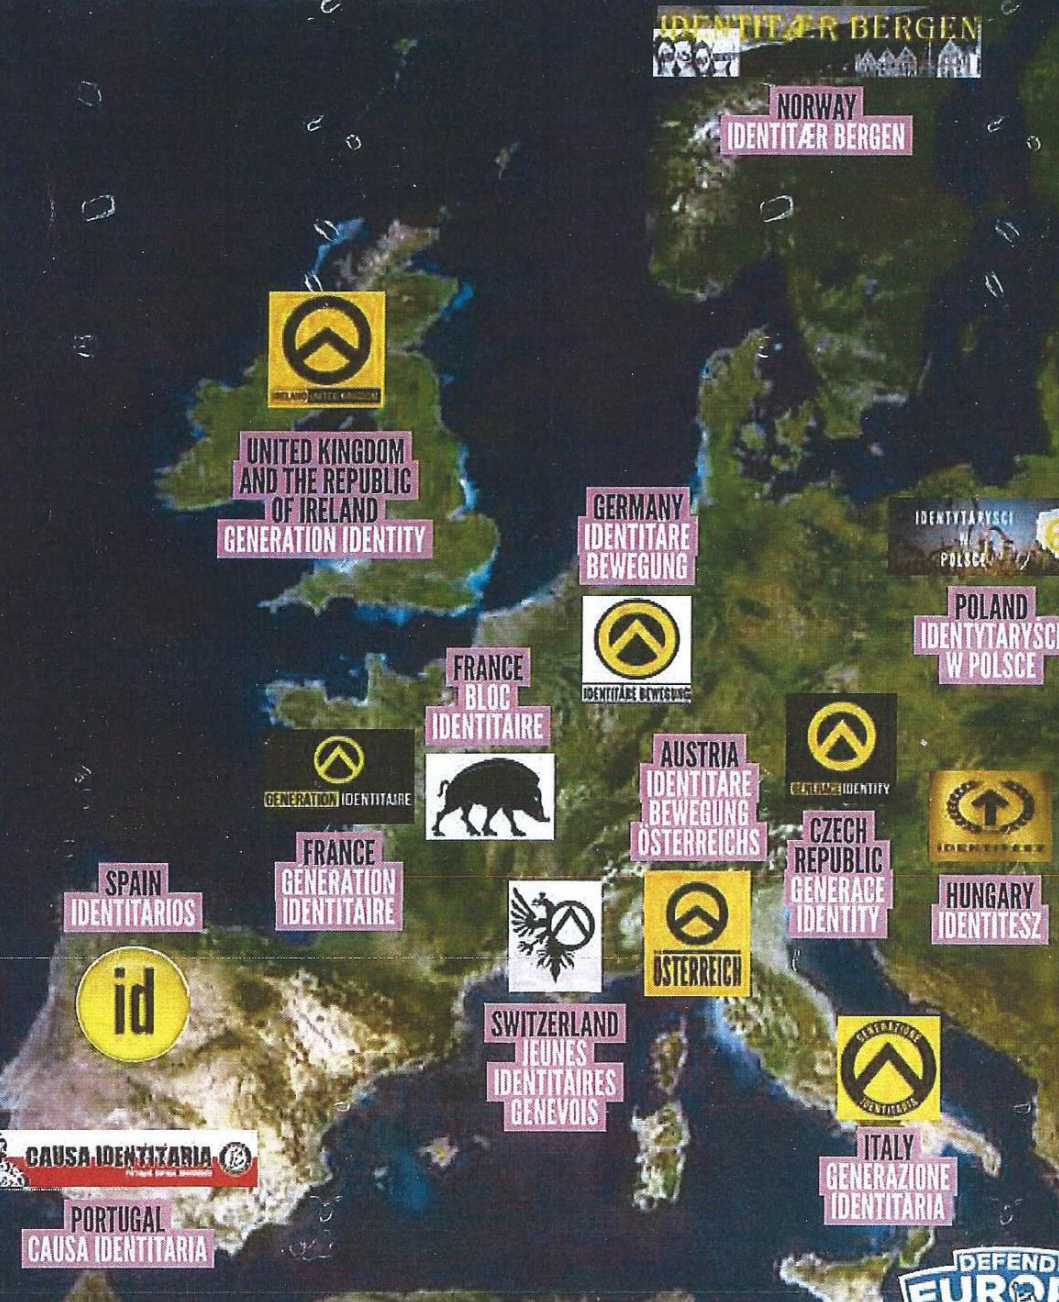 IDENTITÆR BERGEN
NORWAY
IDENTITÆR BERGEN
IRELAND UNITED KINGDOM
UNITED KINGDOM
AND THE REPUBLIC
OF IRELAND
GENERATION IDENTITY
GERMANY
IDENTITARE
BEWEGUNG
IDENTITÄRE BEWEGUNG
IDENTYTARYSCI
W
POLSCE
POLAND
IDENTYTARYSCI
W POLSCE
FRANCE
BLOC
IDENTITAIRE
GENERATION IDENTITAIRE
FRANCE
GENERATION
IDENTITAIRE
AUSTRIA
IDENTITARE
BEWEGUNG
ÖSTERREICHS
ÖSTERREICH
GENERACE IDENTITY
CZECH
REPUBLIC
GENERACE
IDENTITY
IDENTITESZ
HUNGARY
IDENTITESZ
SPAIN
IDENTITARIOS
id
SWITZERLAND
JEUNES
IDENTITAIRES
GENEVOIS
GENERAZIONE
IDENTITARIA
ITALY
GENERAZIONE
IDENTITARIA
CAUSA IDENTITARIA
PORTUGAL
CAUSA IDENTITARIA
DEFEND
EURO